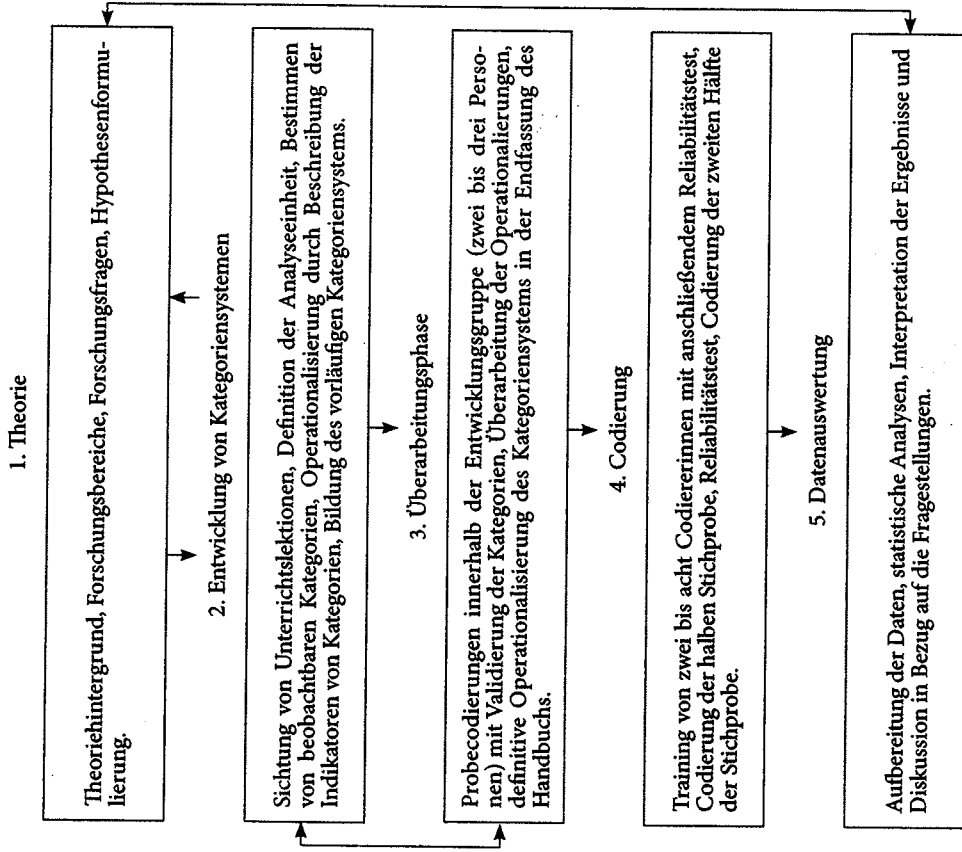 1. Theorie
Theoriehintergrund, Forschungsbereiche, Forschungsfragen, Hypothesenformu-
lierung.
2. Entwicklung von Kategoriensystemen
Sichtung von Unterrichtslektionen, Definition der Analyseeinheit, Bestimmen
von beobachtbaren Kategorien, Operationalisierung durch Beschreibung der
Indikatoren von Kategorien, Bildung des vorläufigen Kategoriensystems.
3. Überarbeitungsphase
Probecodierungen innerhalb der Entwicklungsgruppe (zwei bis drei Perso-
nen) mit Validierung der Kategorien, Überarbeitung der Operationalierungen,
definitive Operationalisierung des Kategoriensystems in der Endfassung des
Handbuchs.
4. Codierung
Training von zwei bis acht Codiererinnen mit anschließendem Reliabilitätstest,
Codierung der halben Stichprobe, Reliabilitätstest, Codierung der zweiten Hälfte
der Stichprobe.
5. Datenauswertung
Aufbereitung der Daten, statistische Analysen, Interpretation der Ergebnisse und
Diskussion in Bezug auf die Fragestellungen.